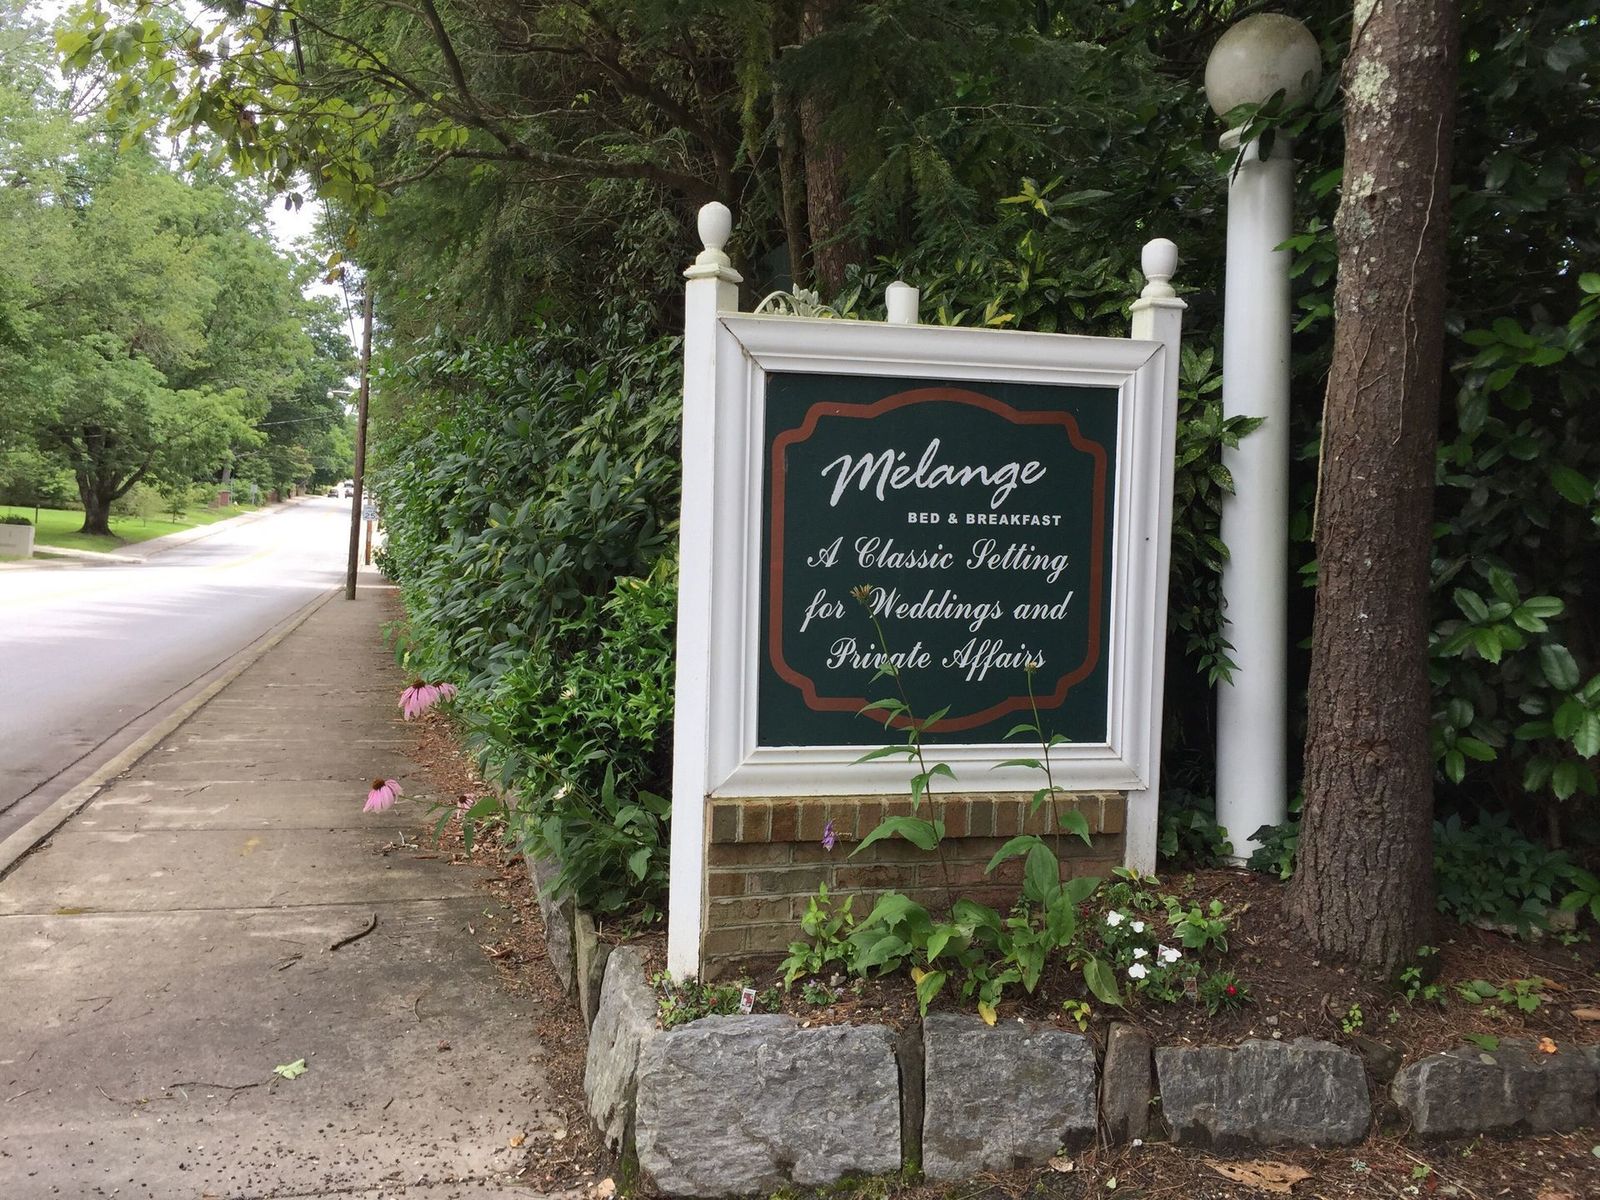 Mélange
BED & BREAKFAST
A Classic Setting
for Weddings and
Private Affairs